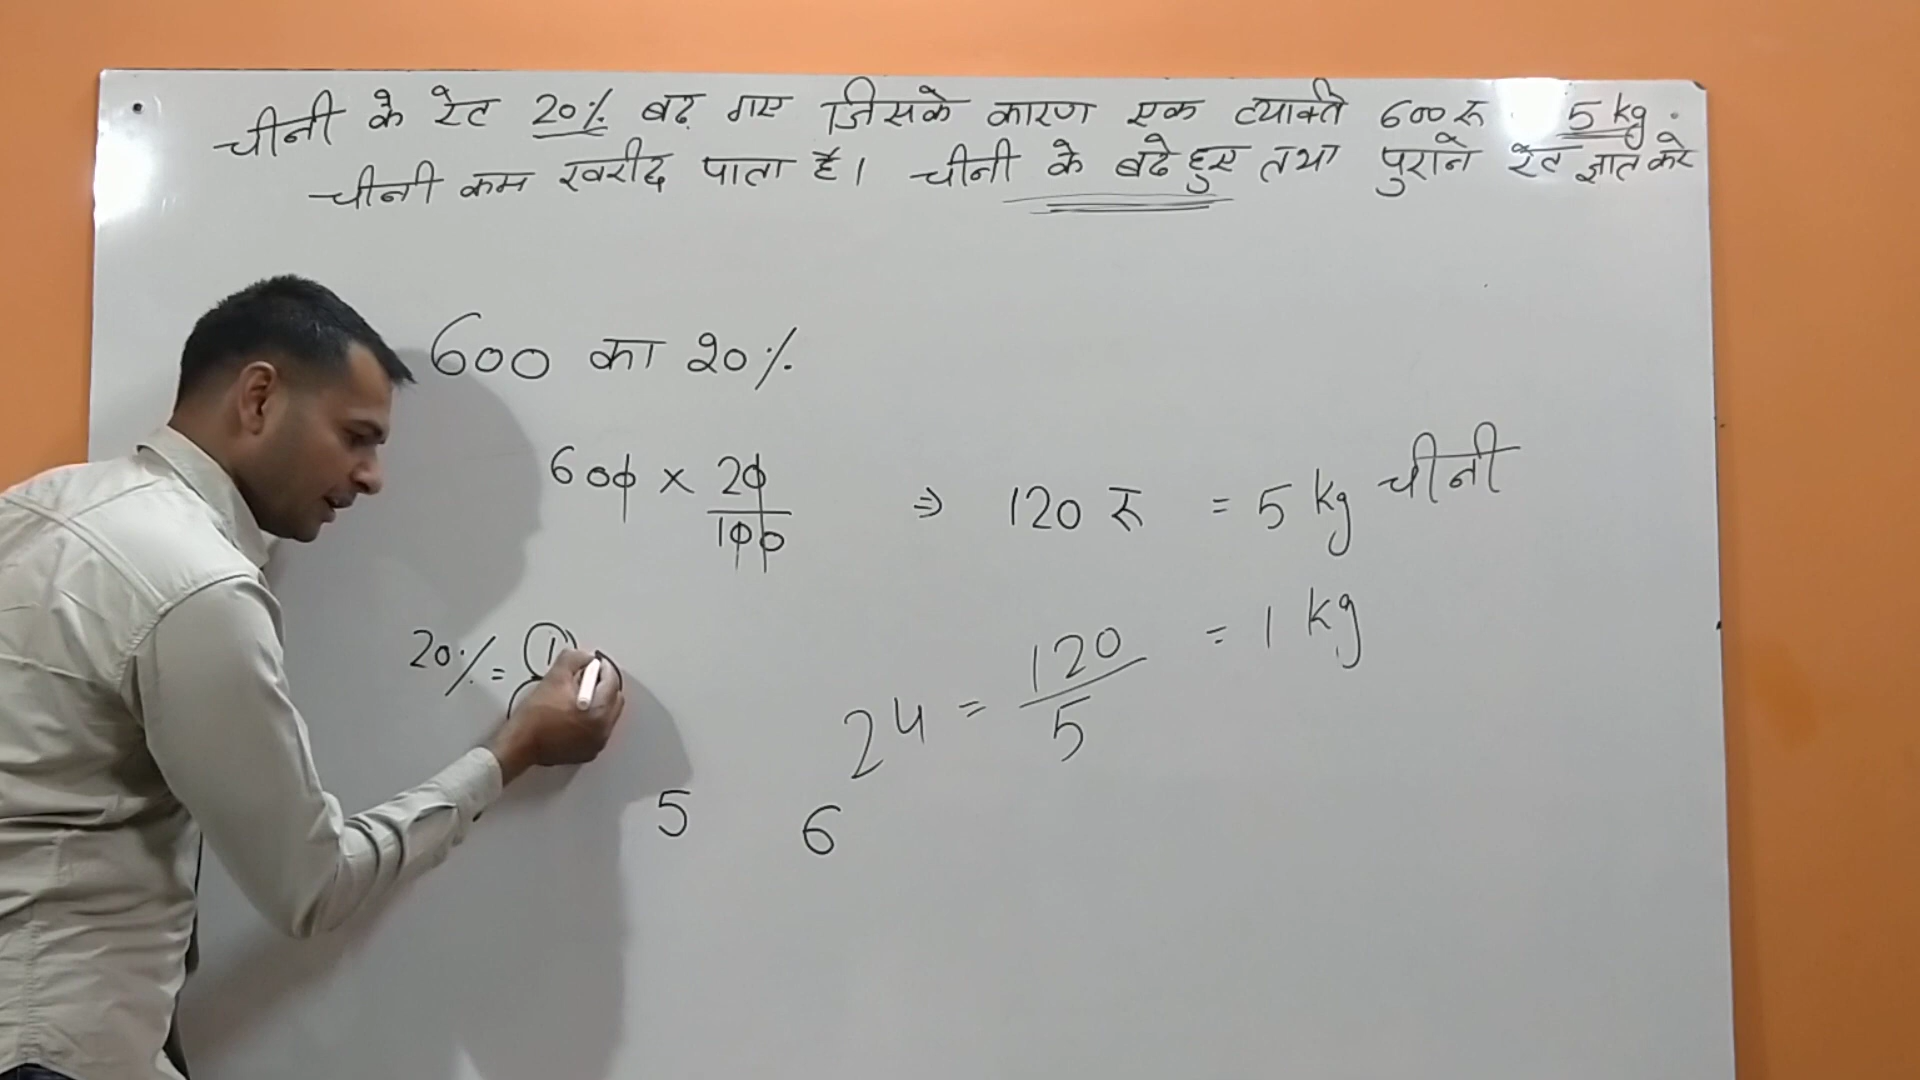 चीनी के रेट 20% बढ़ गए जिसके कारण एक व्यक्ति 600 रू 5 kg.
चीनी कम खरीद पाता है। चीनी के बढे हुए तथा पुराने रेट ज्ञात करे
600 का 20%
600 × 20/100 ⇒ 120 रू = 5 kg चीनी
20% = 1
24 = 120/5 = 1 kg
5 6